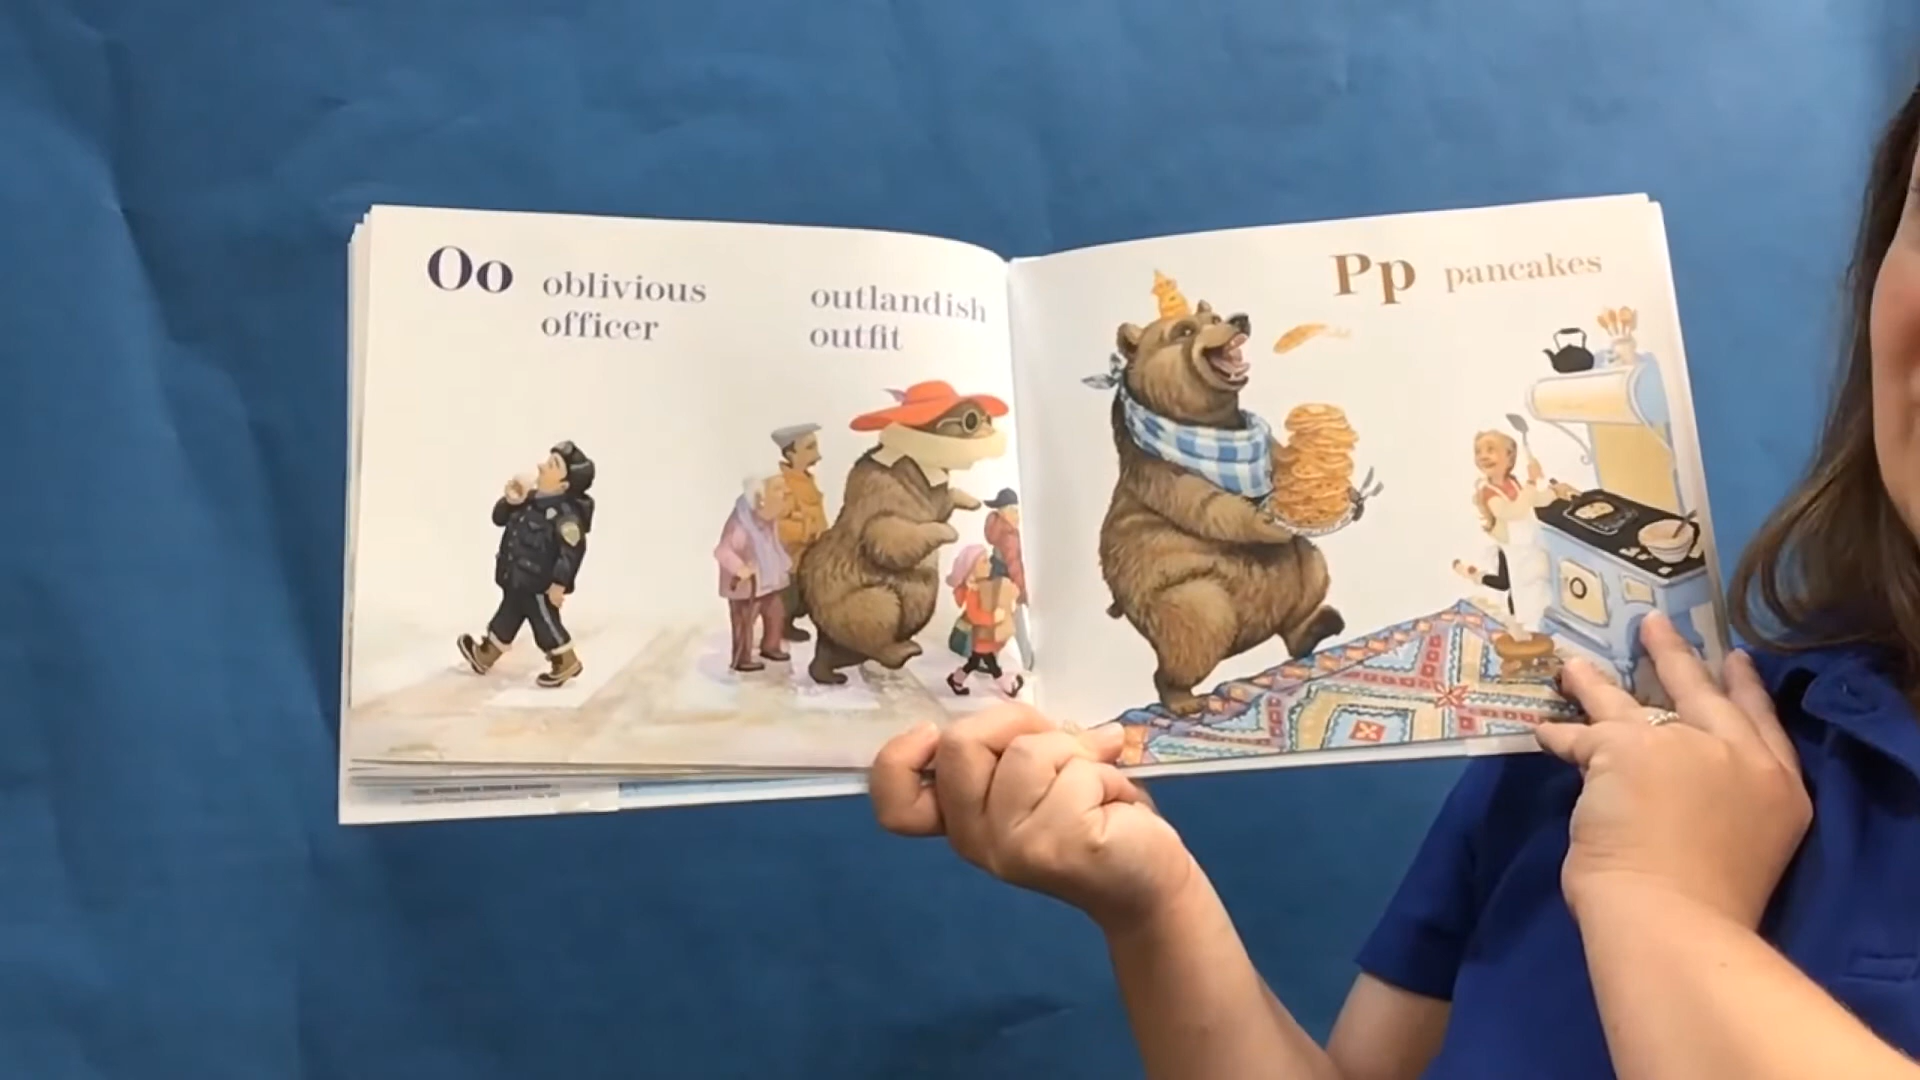 Oo
oblivious
officer
outlandish
outfit
Pp
pancakes